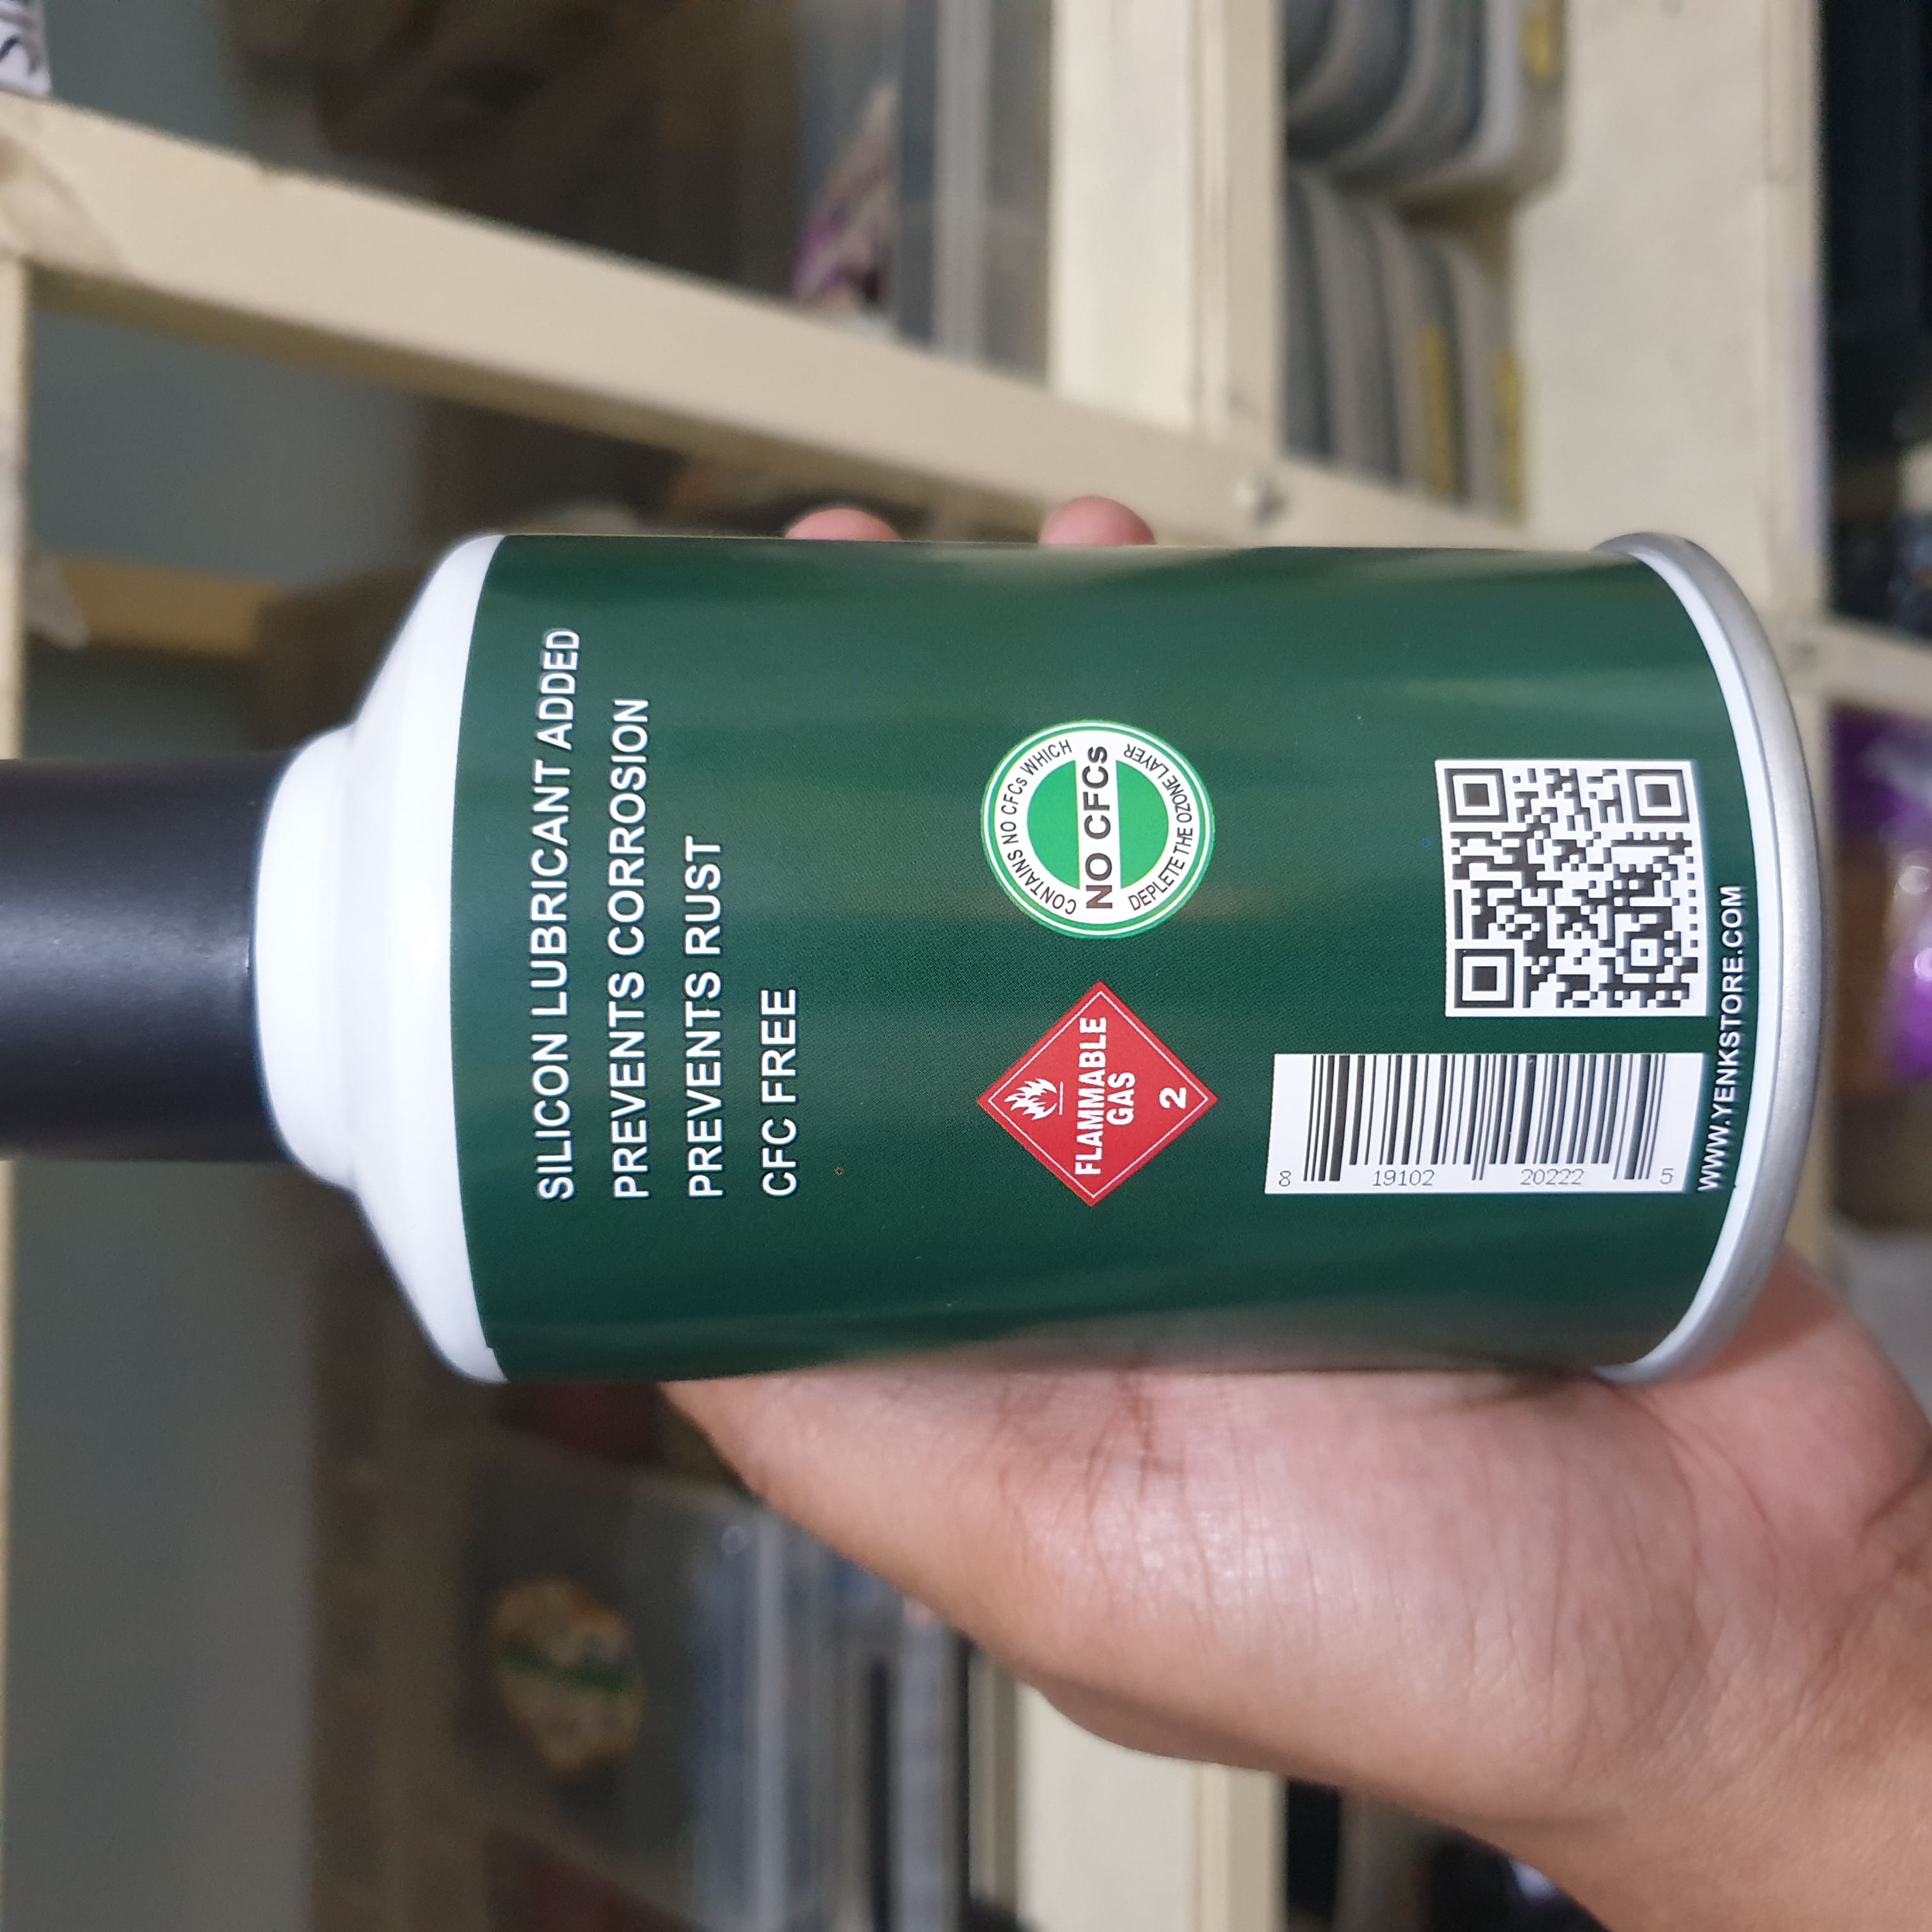 SILICON LUBRICANT ADDED
PREVENTS CORROSION
PREVENTS RUST
CFC FREE
FLAMMABLE
GAS
2
CONTAINS NO CFCs WHICH
NO CFCs
DEPLETE THE OZONE LAYER
8 19102 20222 5
WWW.YENKSTORE.COM